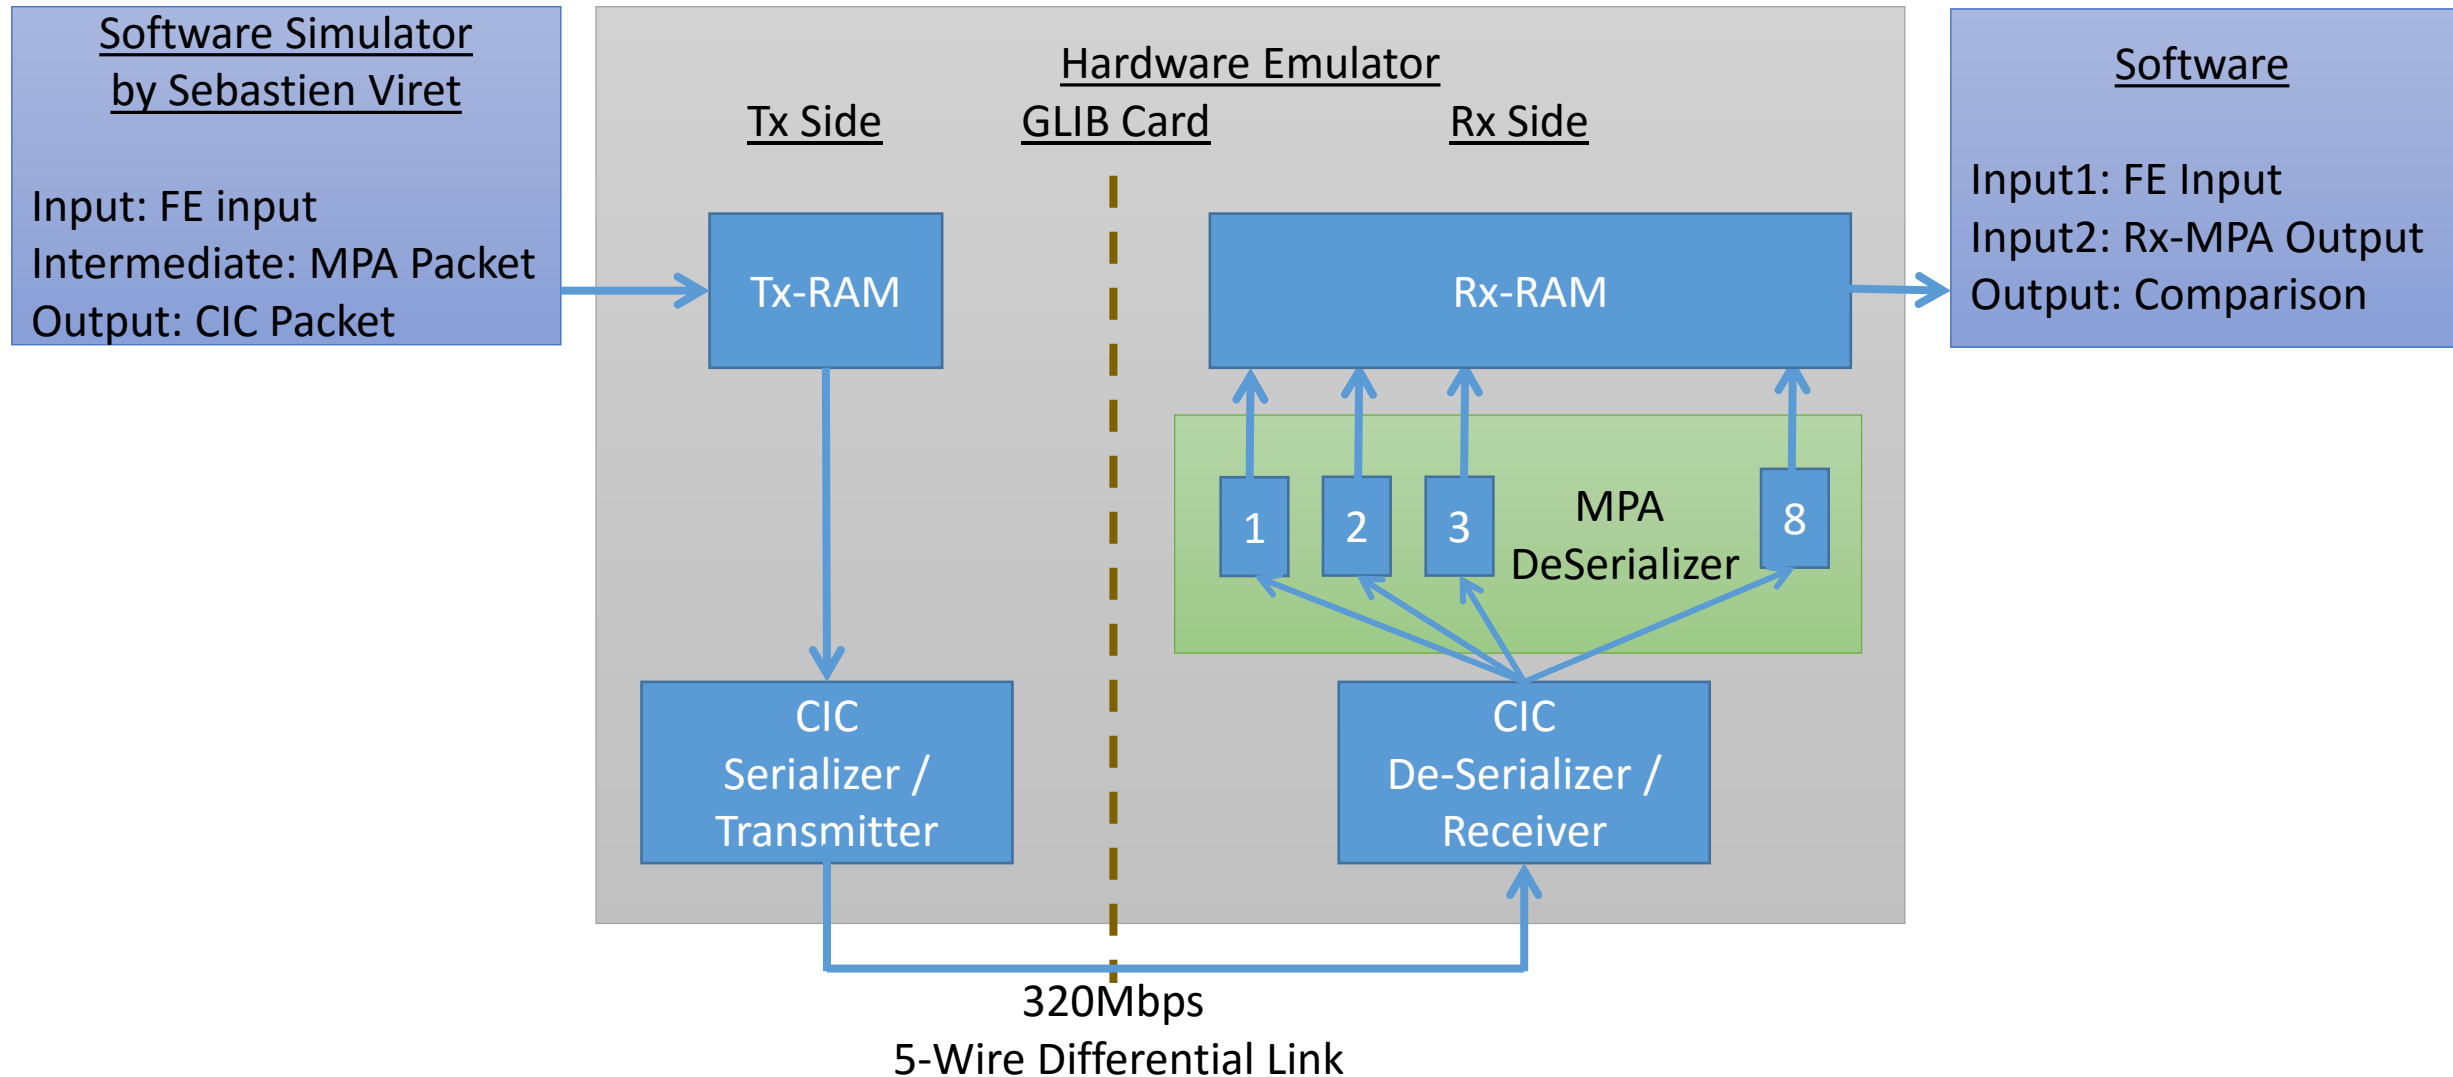 Software Simulator
by Sebastien Viret
Input: FE input
Intermediate: MPA Packet
Output: CIC Packet
Hardware Emulator
Tx Side
GLIB Card
Rx Side
Tx-RAM
Rx-RAM
1
2
3
MPA
DeSerializer
8
CIC
Serializer /
Transmitter
CIC
De-Serializer /
Receiver
320Mbps
5-Wire Differential Link
Software
Input1: FE Input
Input2: Rx-MPA Output
Output: Comparison